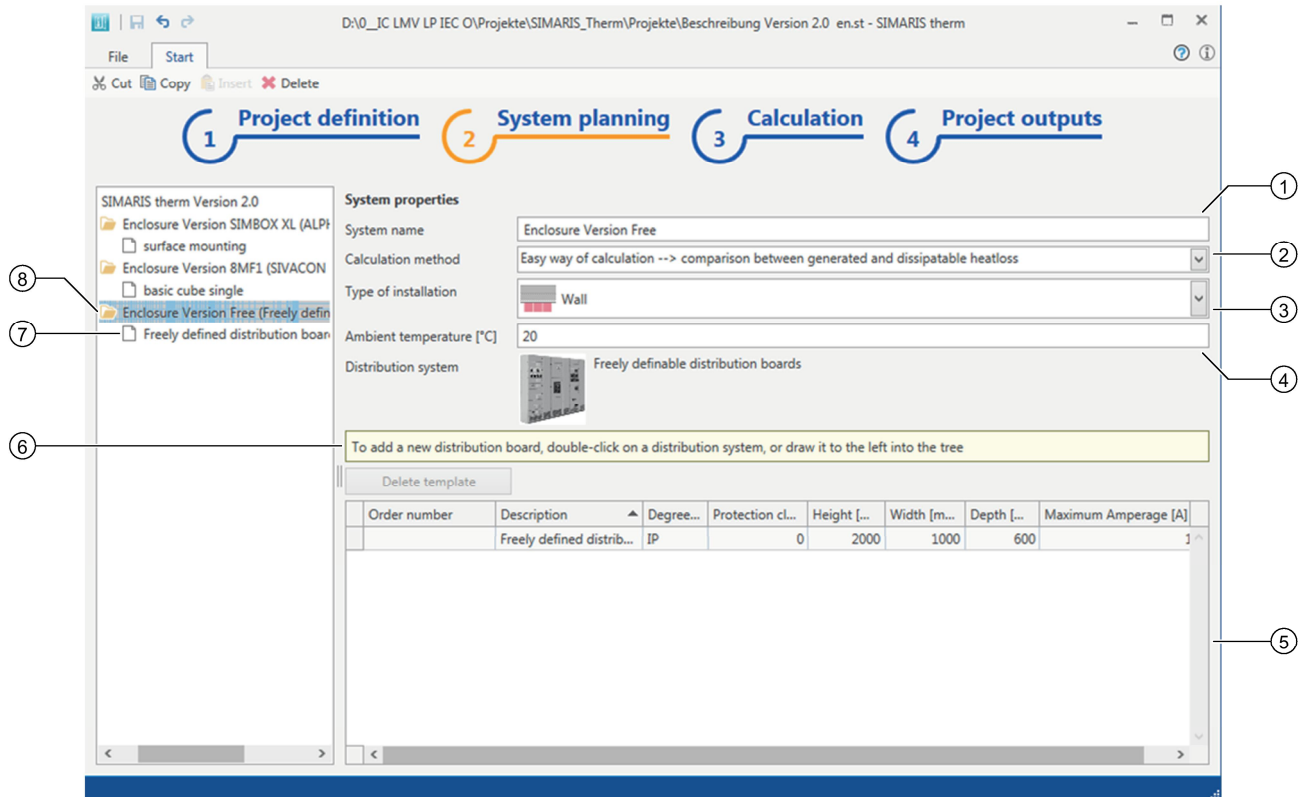 D:\0__IC LMV LP IEC O\Projekte\SIMARIS_Therm\Projekte\Beschreibung Version 2.0 en.st - SIMARIS therm
File Start
Cut Copy Insert Delete
1 Project definition 2 System planning 3 Calculation 4 Project outputs
SIMARIS therm Version 2.0
Enclosure Version SIMBOX XL (ALPH
surface mounting
Enclosure Version 8MF1 (SIVACON
basic cube single
Enclosure Version Free (Freely defin
Freely defined distribution boar
System properties
System name Enclosure Version Free
Calculation method Easy way of calculation --> comparison between generated and dissipatable heatloss
Type of installation Wall
Ambient temperature [°C] 20
Distribution system Freely definable distribution boards
To add a new distribution board, double-click on a distribution system, or draw it to the left into the tree
Delete template
Order number Description Degree... Protection cl... Height [... Width [m... Depth [... Maximum Amperage [A]
Freely defined distrib... IP 0 2000 1000 600 1
1
2
3
4
5
6
7
8